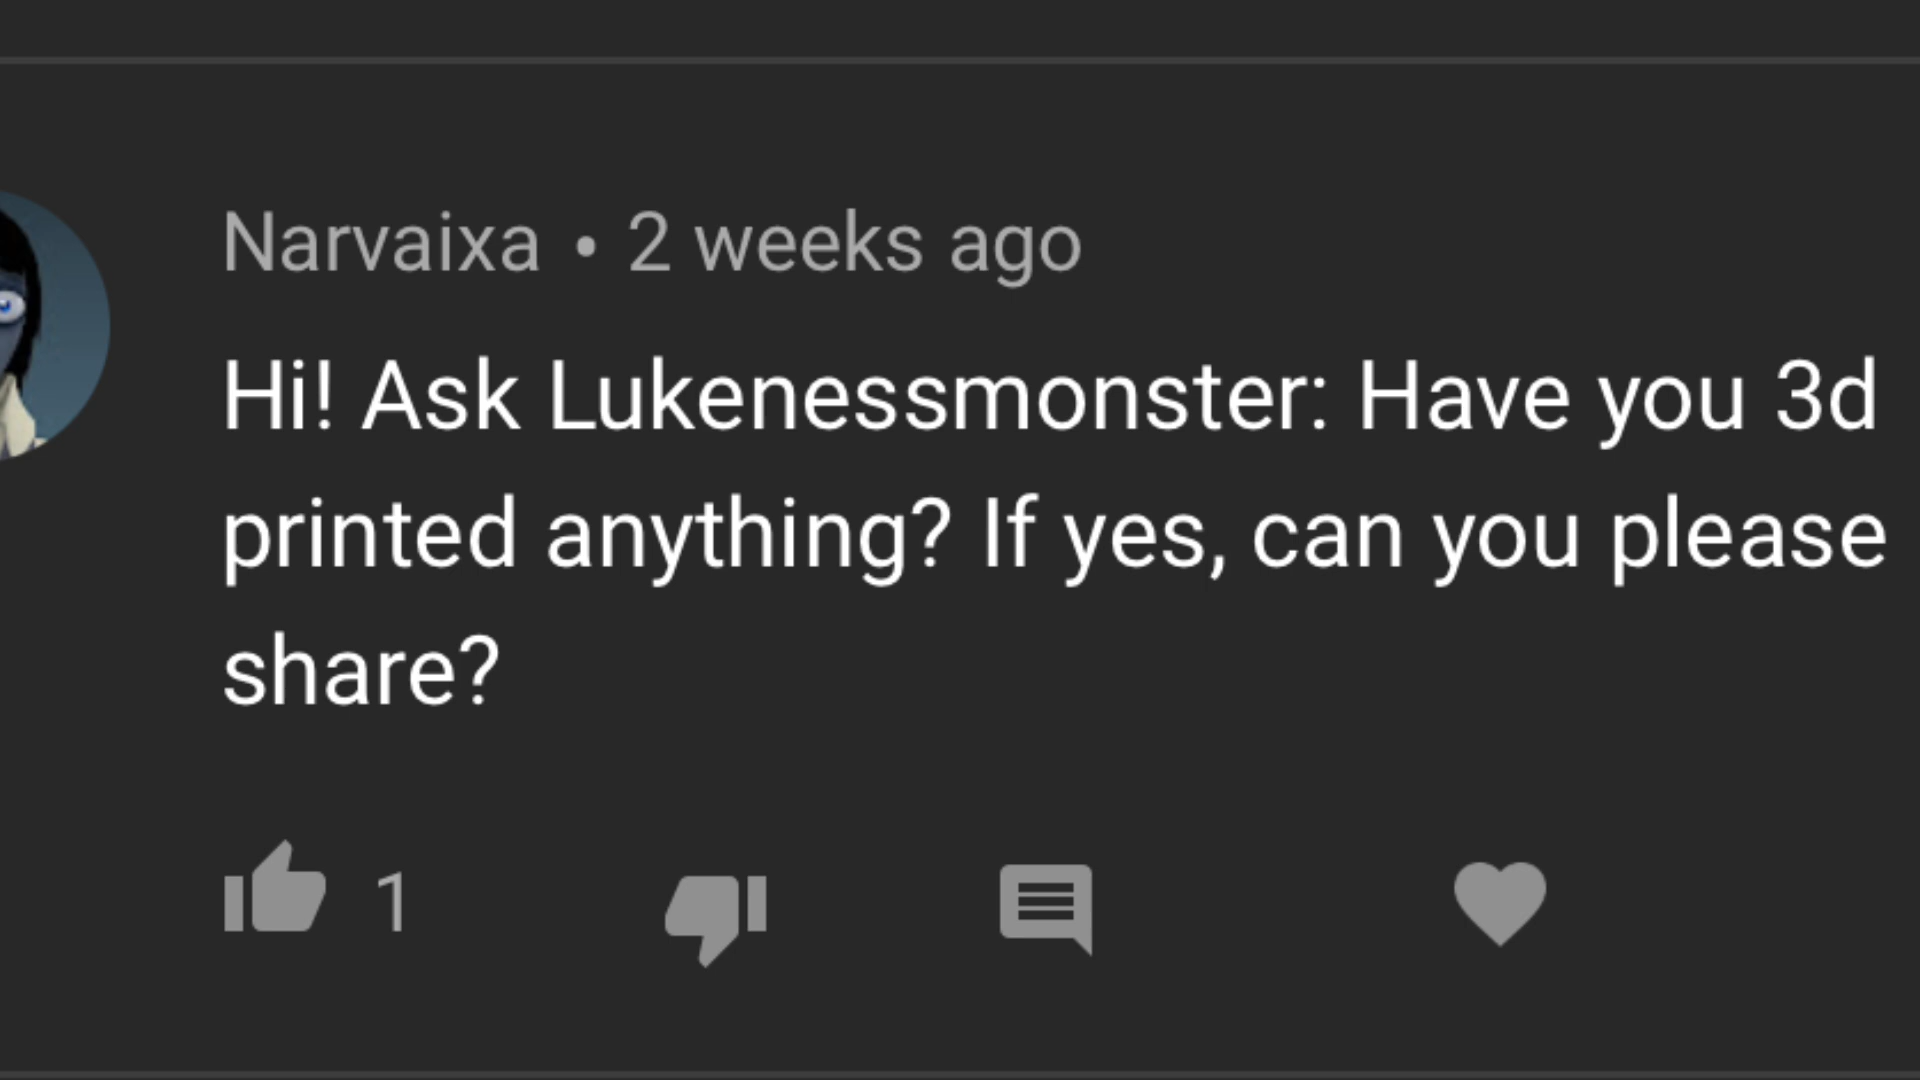 Narvaixa • 2 weeks ago
Hi! Ask Lukenessmonster: Have you 3d
printed anything? If yes, can you please
share?
1